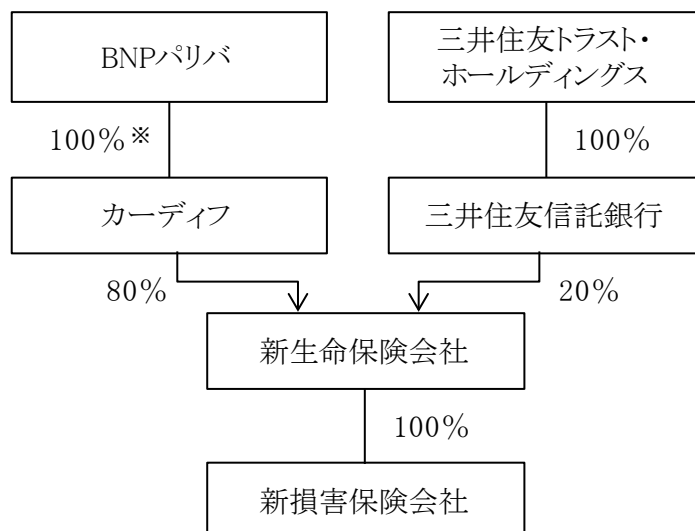 BNPパリバ
三井住友トラスト・
ホールディングス
100%※
100%
カーディフ
三井住友信託銀行
80%
20%
新生命保険会社
100%
新損害保険会社